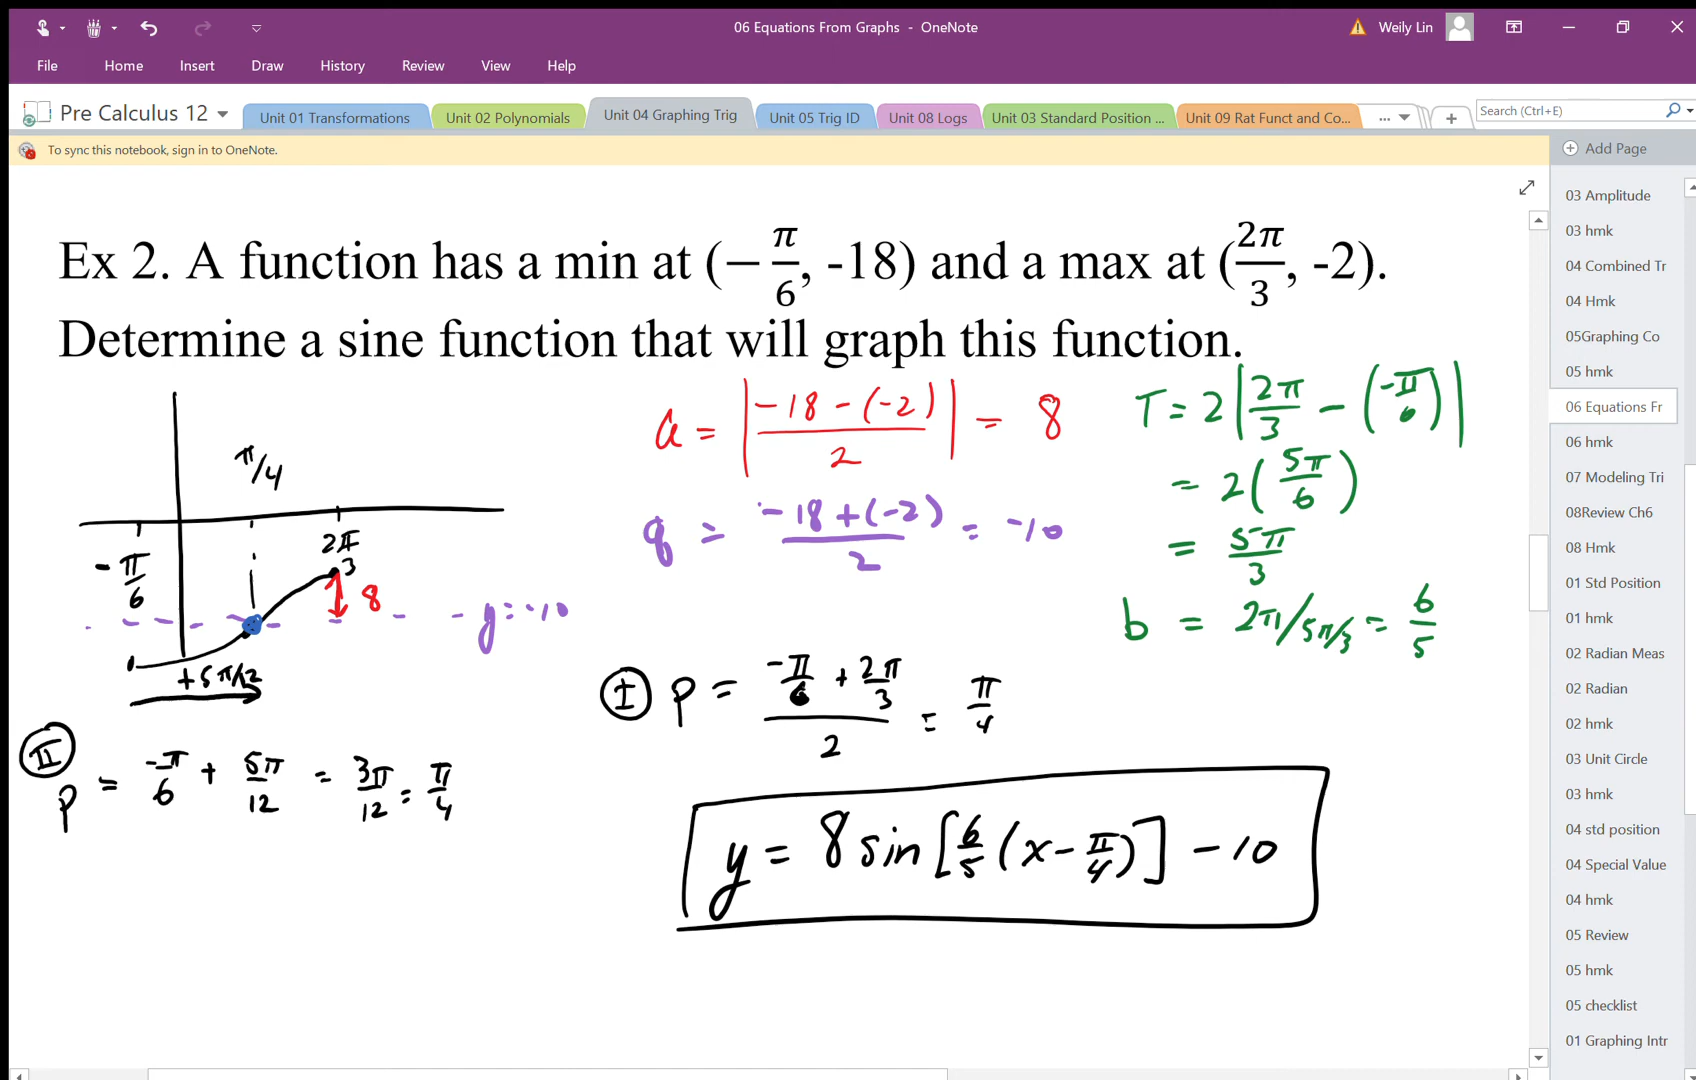 06 Equations From Graphs - OneNote
Weily Lin
File Home Insert Draw History Review View Help
Pre Calculus 12
Unit 01 Transformations
Unit 02 Polynomials
Unit 04 Graphing Trig
Unit 05 Trig ID
Unit 08 Logs
Unit 03 Standard Position ...
Unit 09 Rat Funct and Co...
...
Search (Ctrl+E)
To sync this notebook, sign in to OneNote.
Add Page
Ex 2. A function has a min at (−π/6, -18) and a max at (2π/3, -2).
Determine a sine function that will graph this function.
a = |(-18 - (-2))/2| = 8
T = 2|2π/3 - (-π/6)|
= 2(5π/6)
= 5π/3
b = 2π/5π/3 = 6/5
q = (-18 + (-2))/2 = -10
π/4
-π/6
2π/3
8
y = -10
+5π/12
I p = (-π/6 + 2π/3)/2 = π/4
II p = -π/6 + 5π/12 = 3π/12 = π/4
y = 8 sin [6/5 (x - π/4)] - 10
03 Amplitude
03 hmk
04 Combined Tr
04 Hmk
05Graphing Co
05 hmk
06 Equations Fr
06 hmk
07 Modeling Tri
08Review Ch6
08 Hmk
01 Std Position
01 hmk
02 Radian Meas
02 Radian
02 hmk
03 Unit Circle
03 hmk
04 std position
04 Special Value
04 hmk
05 Review
05 hmk
05 checklist
01 Graphing Intr